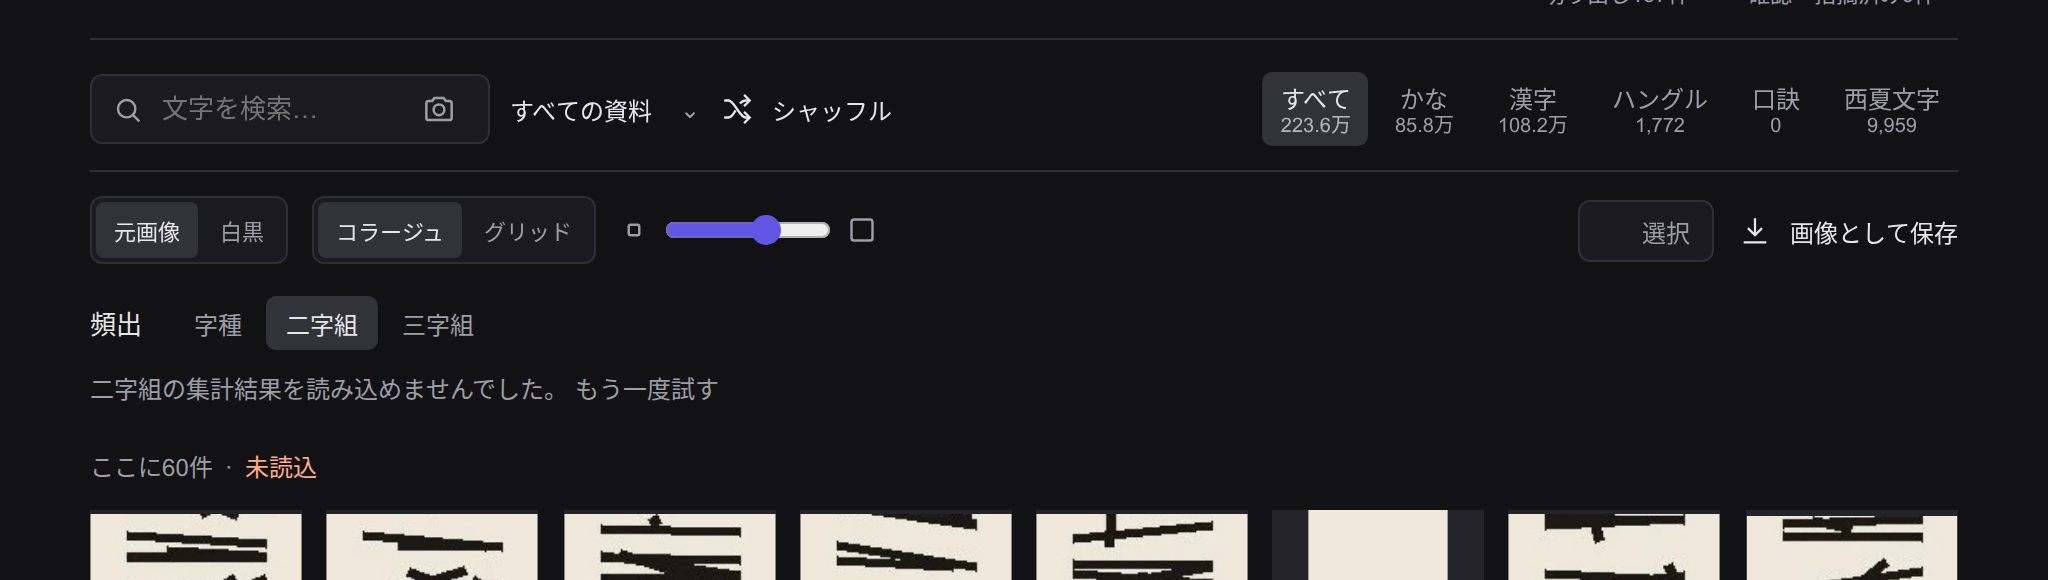 文字を検索…
すべての資料
シャッフル
すべて
223.6万
かな
85.8万
漢字
108.2万
ハングル
1,772
口訣
0
西夏文字
9,959
元画像
白黒
コラージュ
グリッド
選択
画像として保存
頻出
字種
二字組
三字組
二字組の集計結果を読み込めませんでした。 もう一度試す
ここに60件 · 未読込